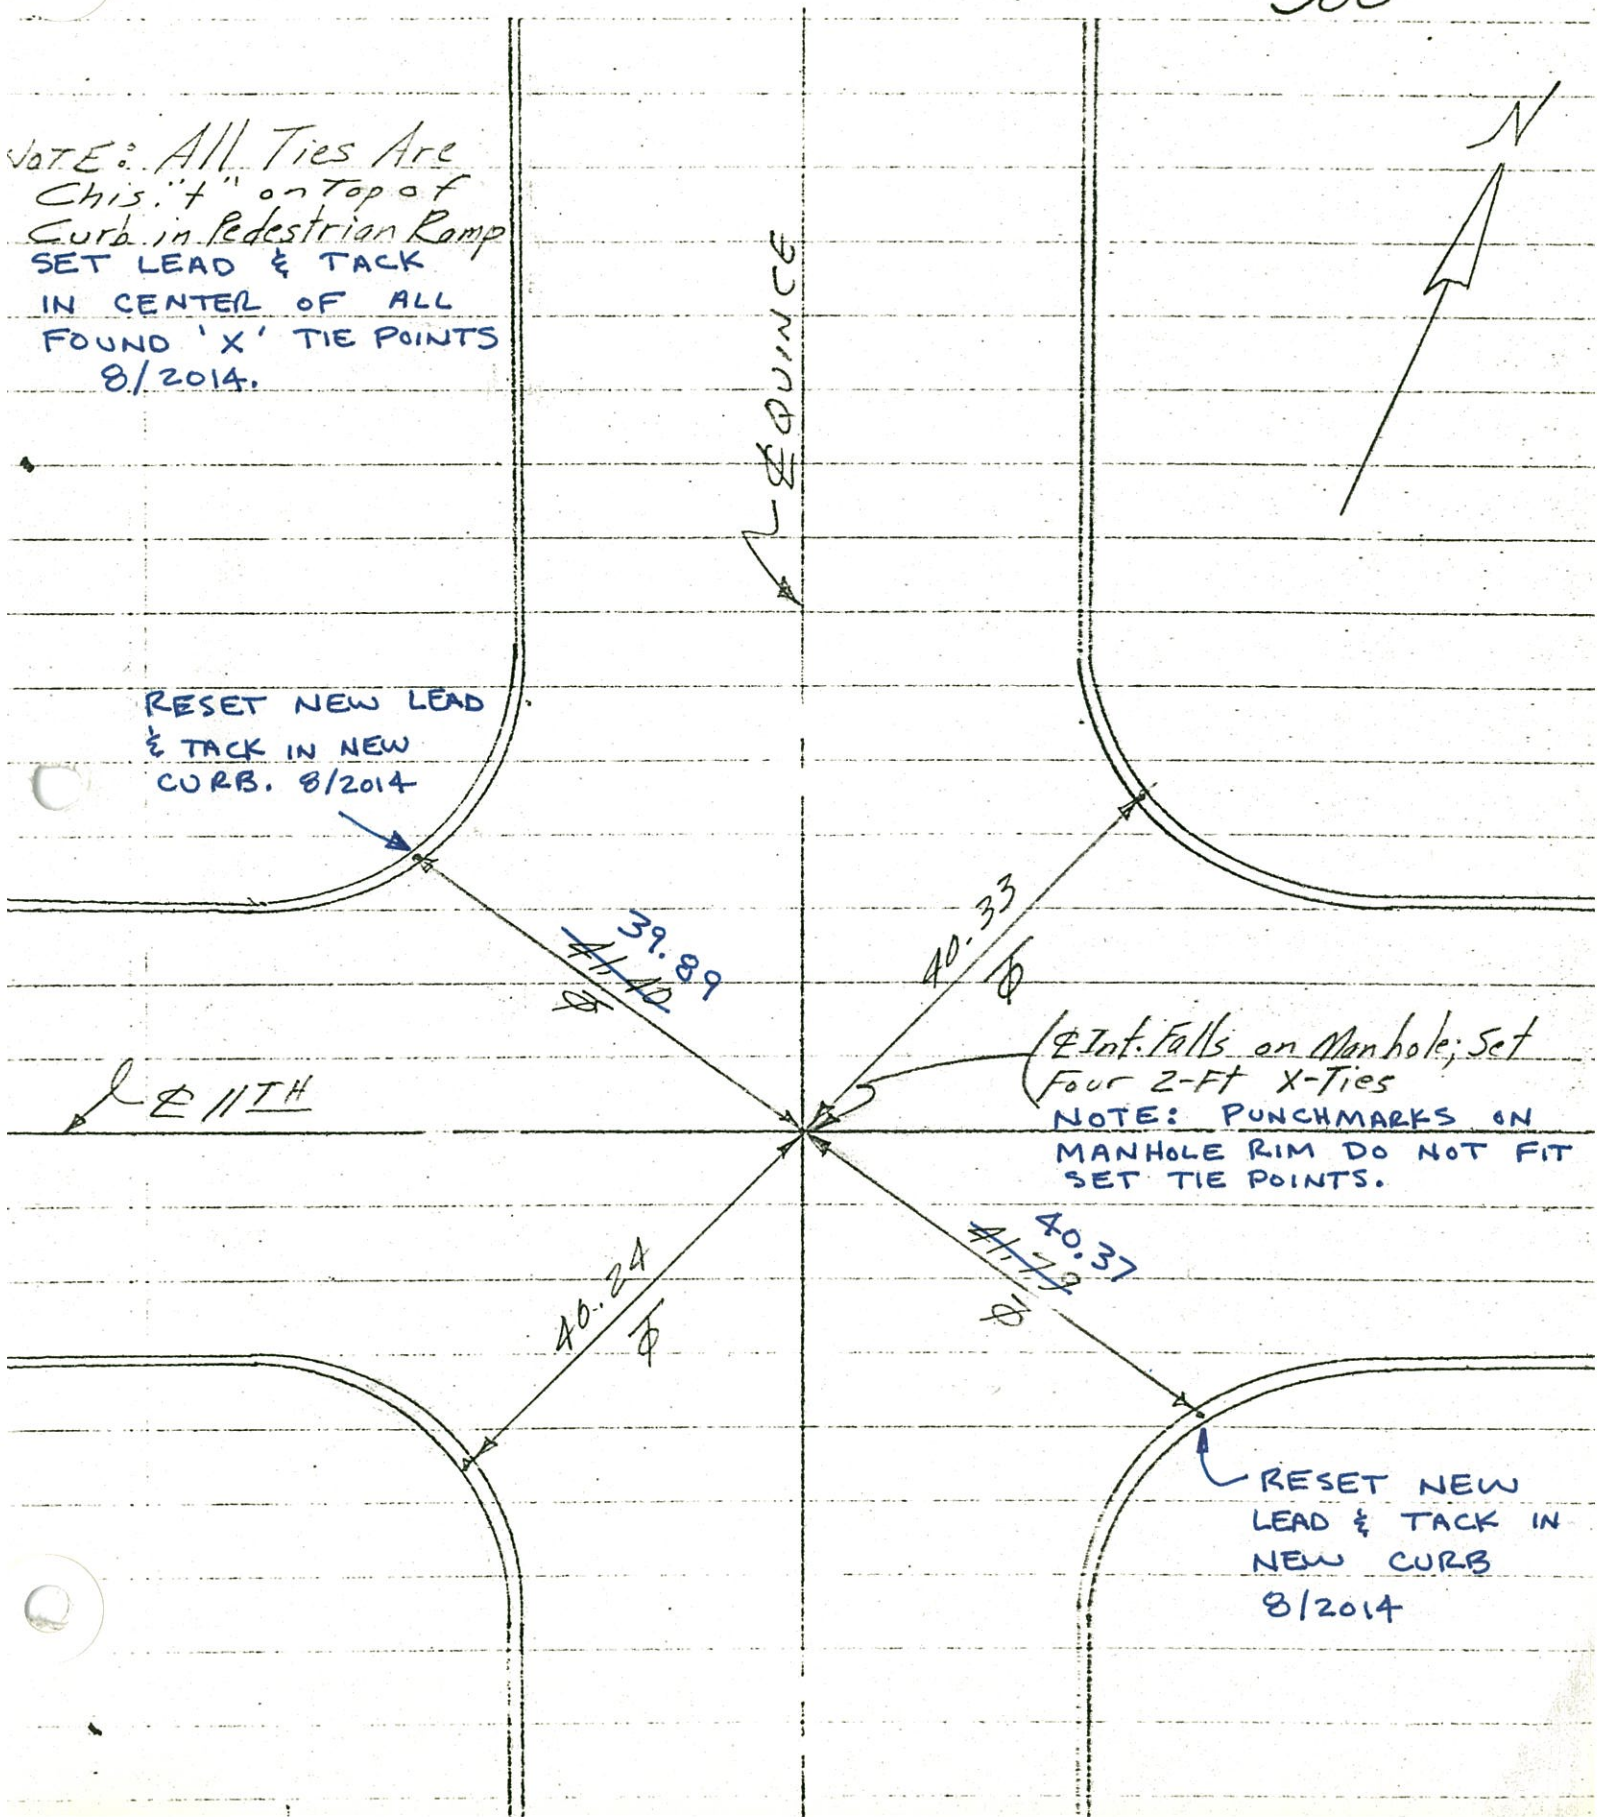 N
NOTE: All Ties Are
Chis. "+" on Top of
Curb in Pedestrian Ramp
SET LEAD & TACK
IN CENTER OF ALL
FOUND 'X' TIE POINTS
8/2014.
℄ QUINCE
RESET NEW LEAD
& TACK IN NEW
CURB. 8/2014
39.89
41.10
40.33
℄ Int. Falls on Manhole; Set
Four 2-Ft X-Ties
NOTE: PUNCHMARKS ON
MANHOLE RIM DO NOT FIT
SET TIE POINTS.
℄ 11TH
40.24
40.37
41.79
RESET NEW
LEAD & TACK IN
NEW CURB
8/2014